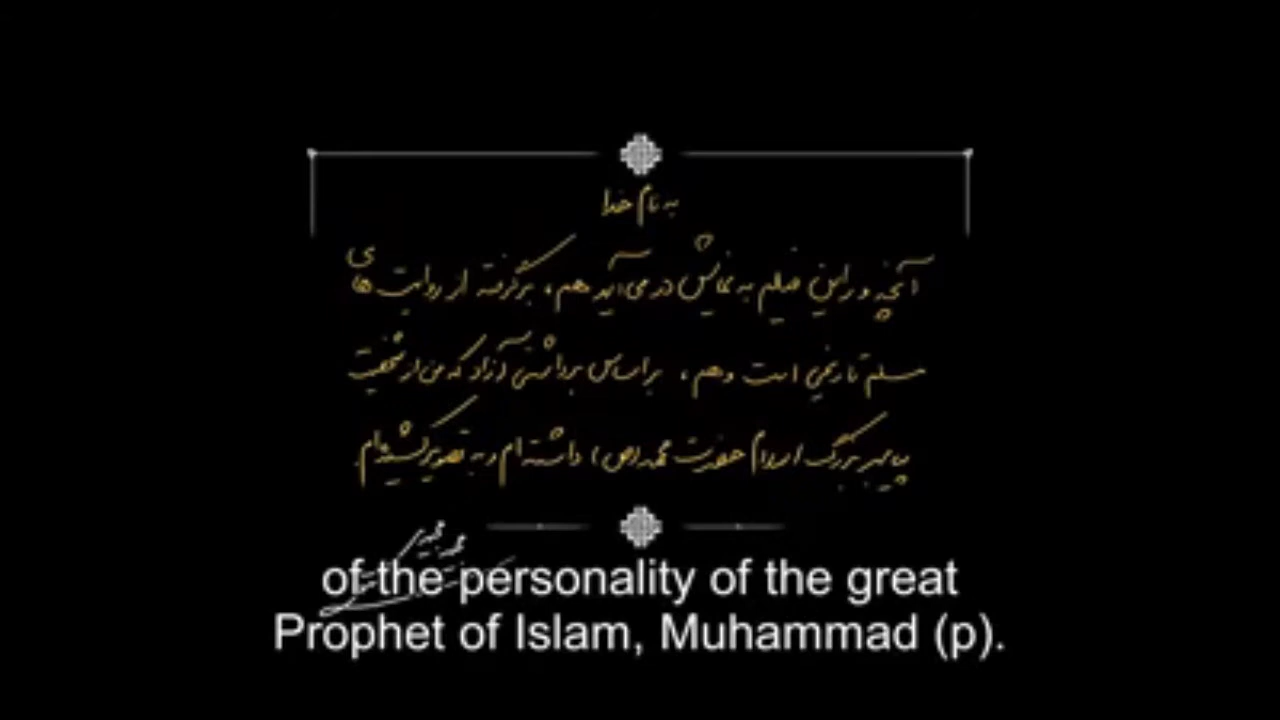 به نام خدا
آنچه در این فیلم به نمایش در می آید هم، برگرفته از روایت های
مسلم تاریخی است و هم، براساس برداشتی آزاد که من از شخصیت
پیامبر بزرگ اسلام حضرت محمد (ص) داشته ام و به تصویر کشیده ام
مجید مجیدی
of the personality of the great
Prophet of Islam, Muhammad (p).